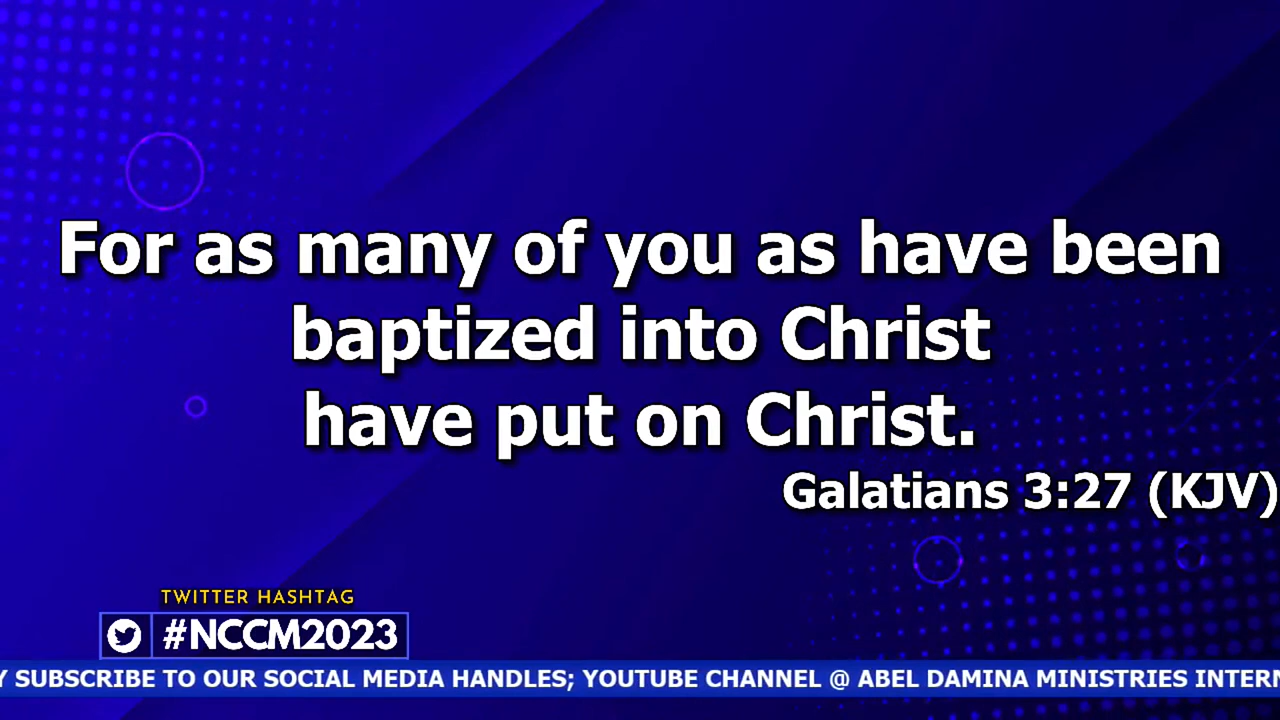 For as many of you as have been
baptized into Christ
have put on Christ.
Galatians 3:27 (KJV)
TWITTER HASHTAG
#NCCM2023
SUBSCRIBE TO OUR SOCIAL MEDIA HANDLES; YOUTUBE CHANNEL @ ABEL DAMINA MINISTRIES